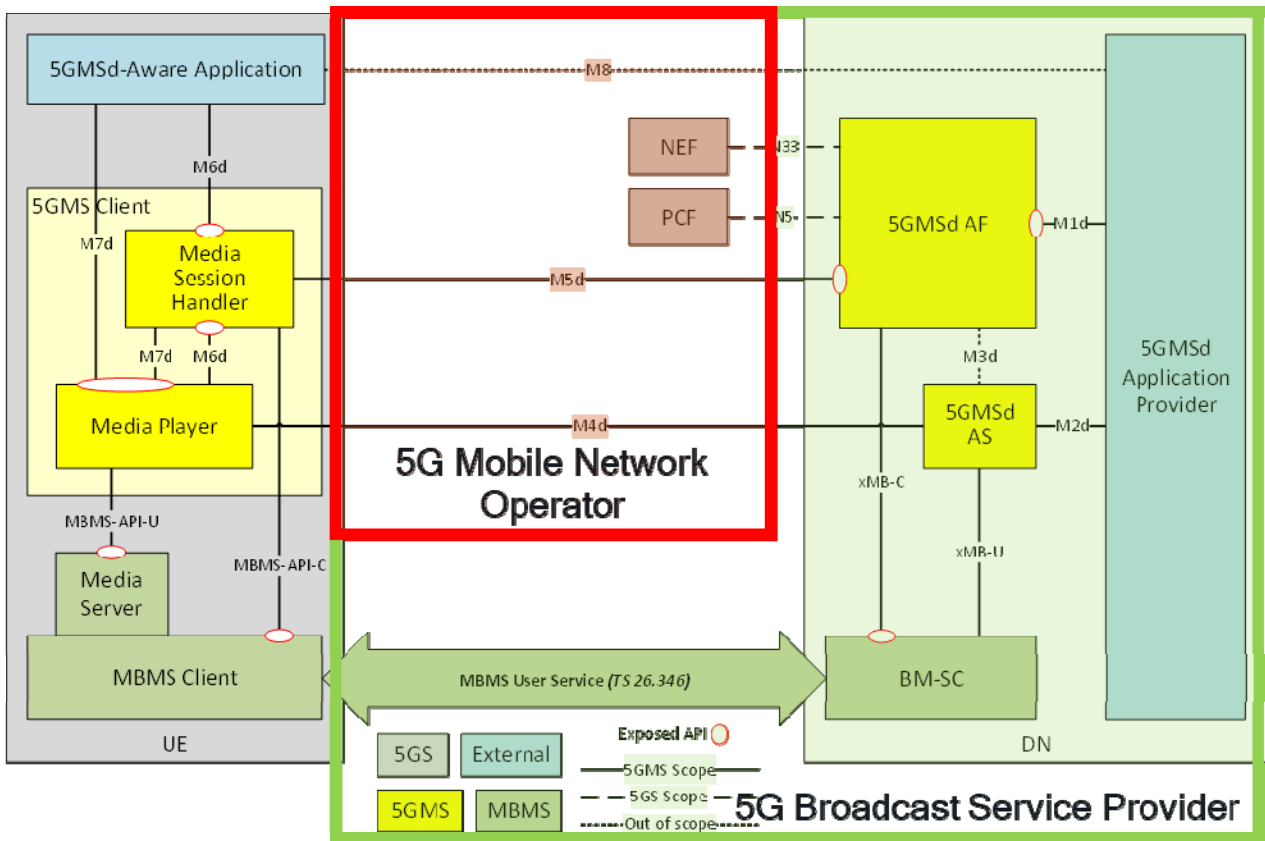 5GMSd-Aware Application
M8
NEF
N33
M6d
PCF
N5
5GMSd AF
M1d
5GMS Client
M7d
Media
Session
Handler
M5d
M7d
M6d
M3d
5GMSd
Application
Provider
Media Player
M4d
5GMSd
AS
M2d
5G Mobile Network
Operator
xMB-C
MBMS-API-U
xMB-U
MBMS-API-C
Media
Server
MBMS Client
MBMS User Service (TS 26.346)
BM-SC
UE
DN
5GS
External
5GMS
MBMS
Exposed API
5GMS Scope
5GS Scope
Out of scope
5G Broadcast Service Provider